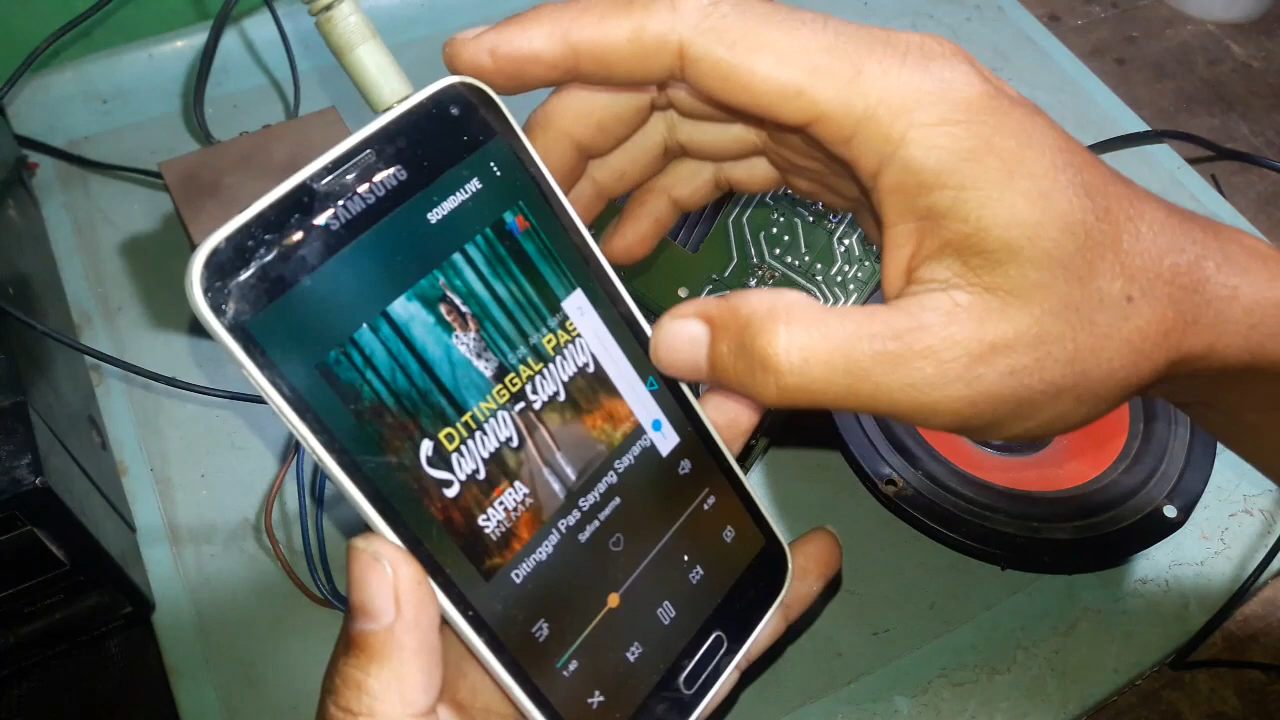 SAMSUNG
SOUNDALIVE
DITINGGAL PAS
Sayang-sayang
SAFIRA
INEMA
Ditinggal Pas Sayang Sayang
Safira Inema
1:40
4:50